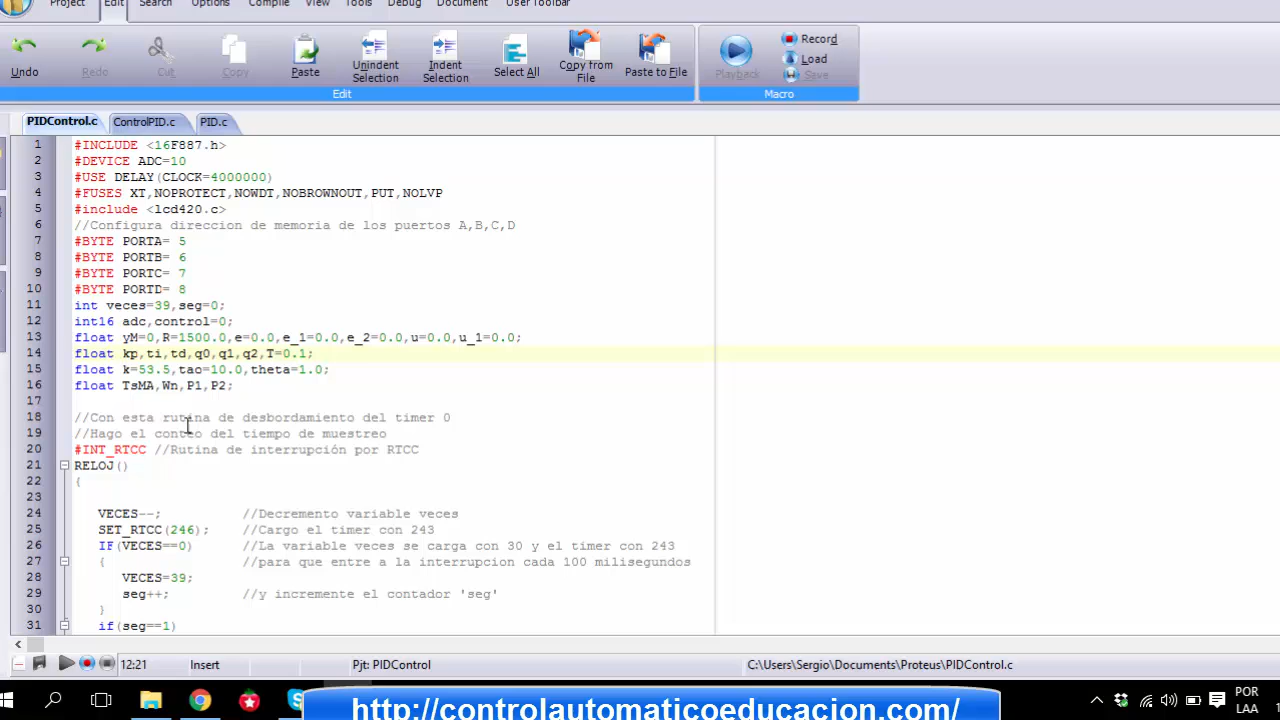 Project Edit Search Options Compile View Tools Debug Document User Toolbar
Undo Redo Cut Copy Paste Unindent Selection Indent Selection Select All Copy from File Paste to File Playback
Record
Load
Save
Edit Macro
PIDControl.c ControlPID.c PID.c
1 #INCLUDE <16F887.h>
2 #DEVICE ADC=10
3 #USE DELAY(CLOCK=4000000)
4 #FUSES XT,NOPROTECT,NOWDT,NOBROWNOUT,PUT,NOLVP
5 #include <lcd420.c>
6 //Configura direccion de memoria de los puertos A,B,C,D
7 #BYTE PORTA= 5
8 #BYTE PORTB= 6
9 #BYTE PORTC= 7
10 #BYTE PORTD= 8
11 int veces=39,seg=0;
12 int16 adc,control=0;
13 float yM=0,R=1500.0,e=0.0,e_1=0.0,e_2=0.0,u=0.0,u_1=0.0;
14 float kp,ti,td,q0,q1,q2,T=0.1;
15 float k=53.5,tao=10.0,theta=1.0;
16 float TsMA,Wn,P1,P2;
17
18 //Con esta rutina de desbordamiento del timer 0
19 //Hago el conteo del tiempo de muestreo
20 #INT_RTCC //Rutina de interrupción por RTCC
21 RELOJ()
22 {
23
24 VECES--; //Decremento variable veces
25 SET_RTCC(246); //Cargo el timer con 243
26 IF(VECES==0) //La variable veces se carga con 30 y el timer con 243
27 { //para que entre a la interrupcion cada 100 milisegundos
28 VECES=39;
29 seg++; //y incremente el contador 'seg'
30 }
31 if(seg==1)
12:21 Insert Pjt: PIDControl C:\Users\Sergio\Documents\Proteus\PIDControl.c
POR
LAA
http://controlautomaticoeducacion.com/